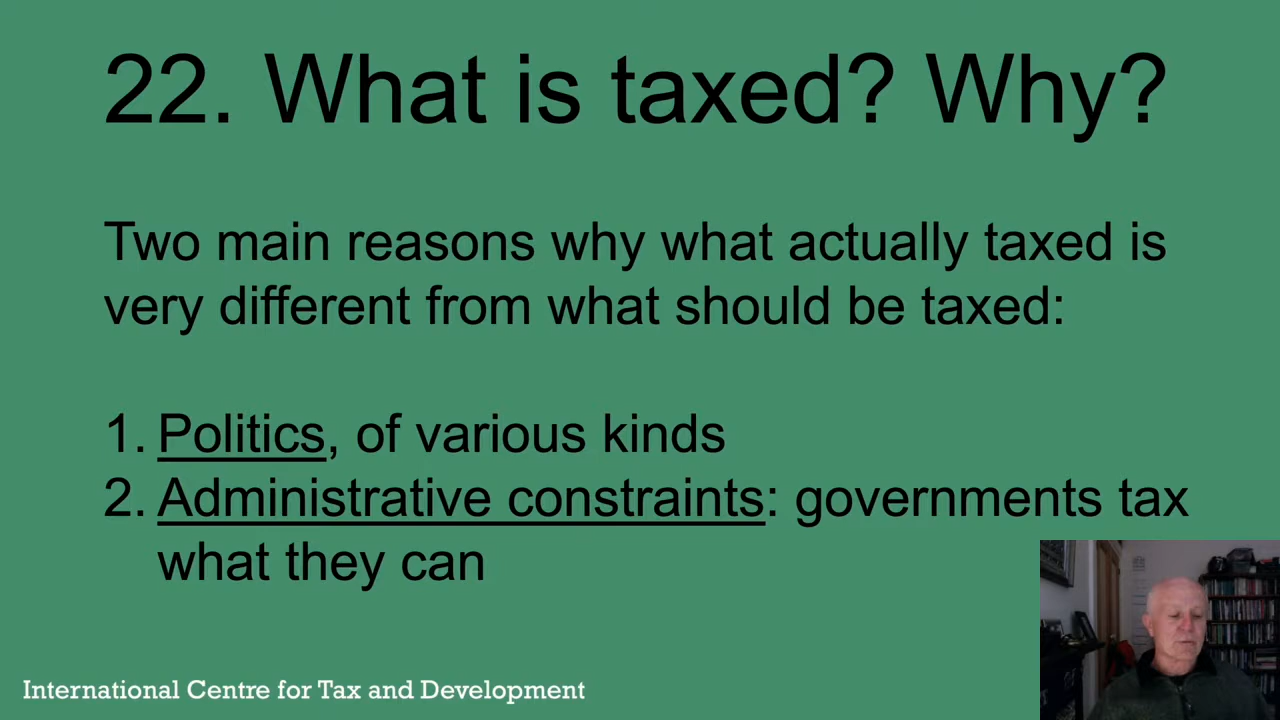 22. What is taxed? Why?
Two main reasons why what actually taxed is
very different from what should be taxed:
1. Politics, of various kinds
2. Administrative constraints: governments tax
what they can
International Centre for Tax and Development